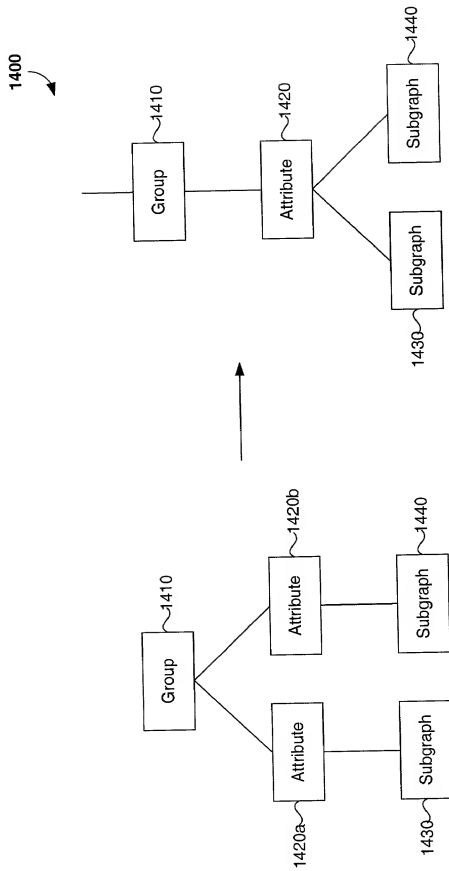 1400
Group
1410
Attribute
1420a
Attribute
1420b
Subgraph
1430
Subgraph
1440
Group
1410
Attribute
1420
Subgraph
1430
Subgraph
1440